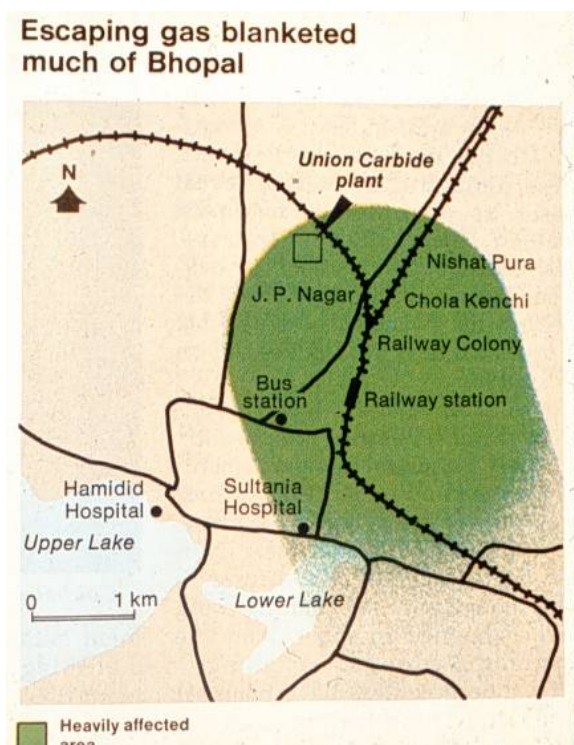 Escaping gas blanketed
much of Bhopal
N
Union Carbide
plant
Nishat Pura
J. P. Nagar
Chola Kenchi
Railway Colony
Bus
station
Railway station
Hamidid
Hospital
Sultania
Hospital
Upper Lake
0 1 km
Lower Lake
Heavily affected
area